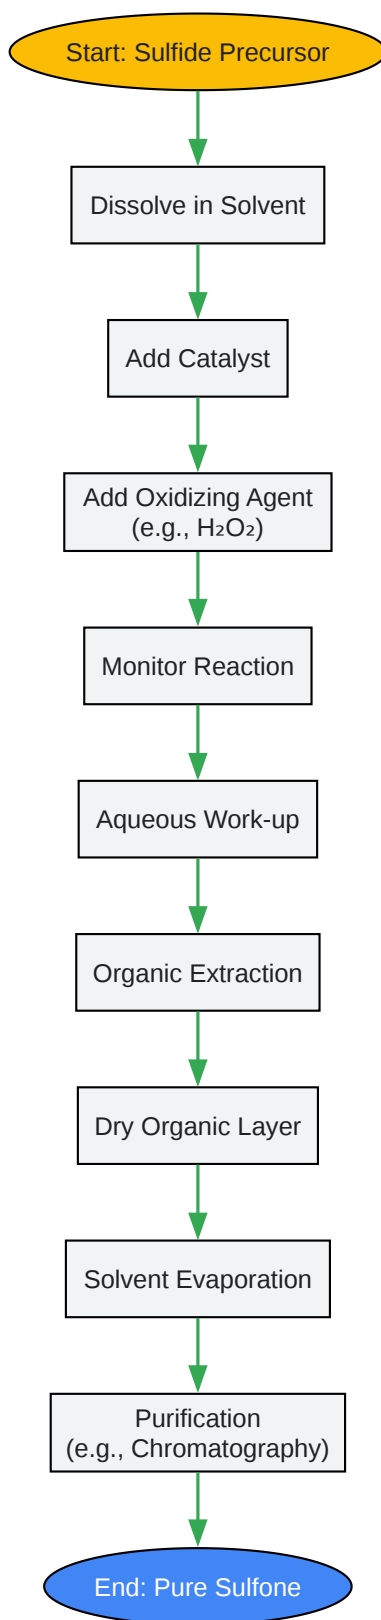 Start: Sulfide Precursor
Dissolve in Solvent
Add Catalyst
Add Oxidizing Agent
(e.g., H₂O₂)
Monitor Reaction
Aqueous Work-up
Organic Extraction
Dry Organic Layer
Solvent Evaporation
Purification
(e.g., Chromatography)
End: Pure Sulfone